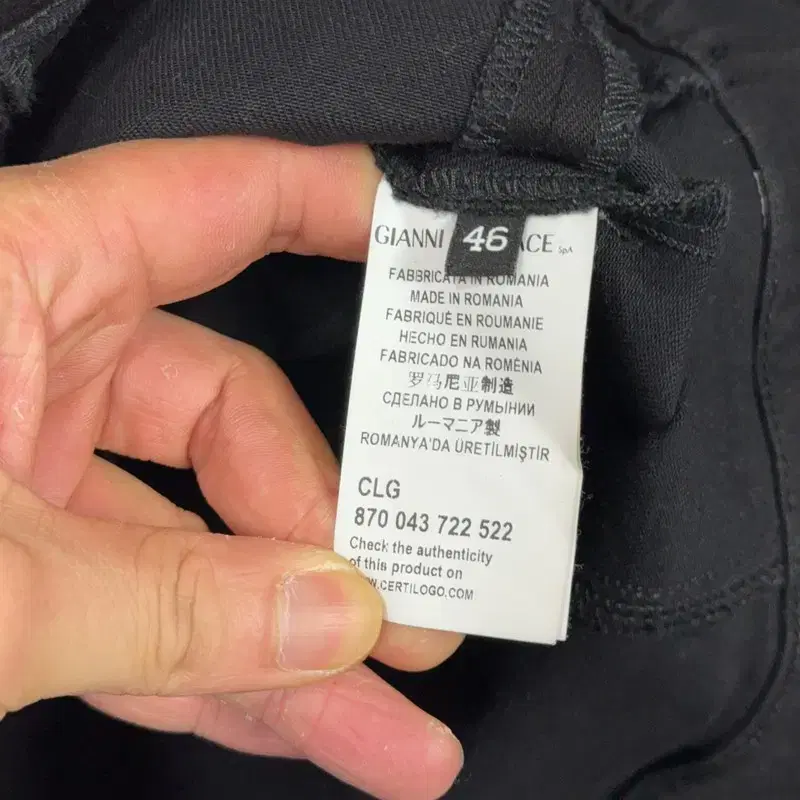 GIANNI 46 ACE SpA
FABBRICATA IN ROMANIA
MADE IN ROMANIA
FABRIQUÉ EN ROUMANIE
HECHO EN RUMANIA
FABRICADO NA ROMÉNIA
罗马尼亚制造
СДЕЛАНО В РУМЫНИИ
ルーマニア製
ROMANYA'DA ÜRETİLMİŞTİR
CLG
870 043 722 522
Check the authenticity
of this product on
.CERTILOGO.COM